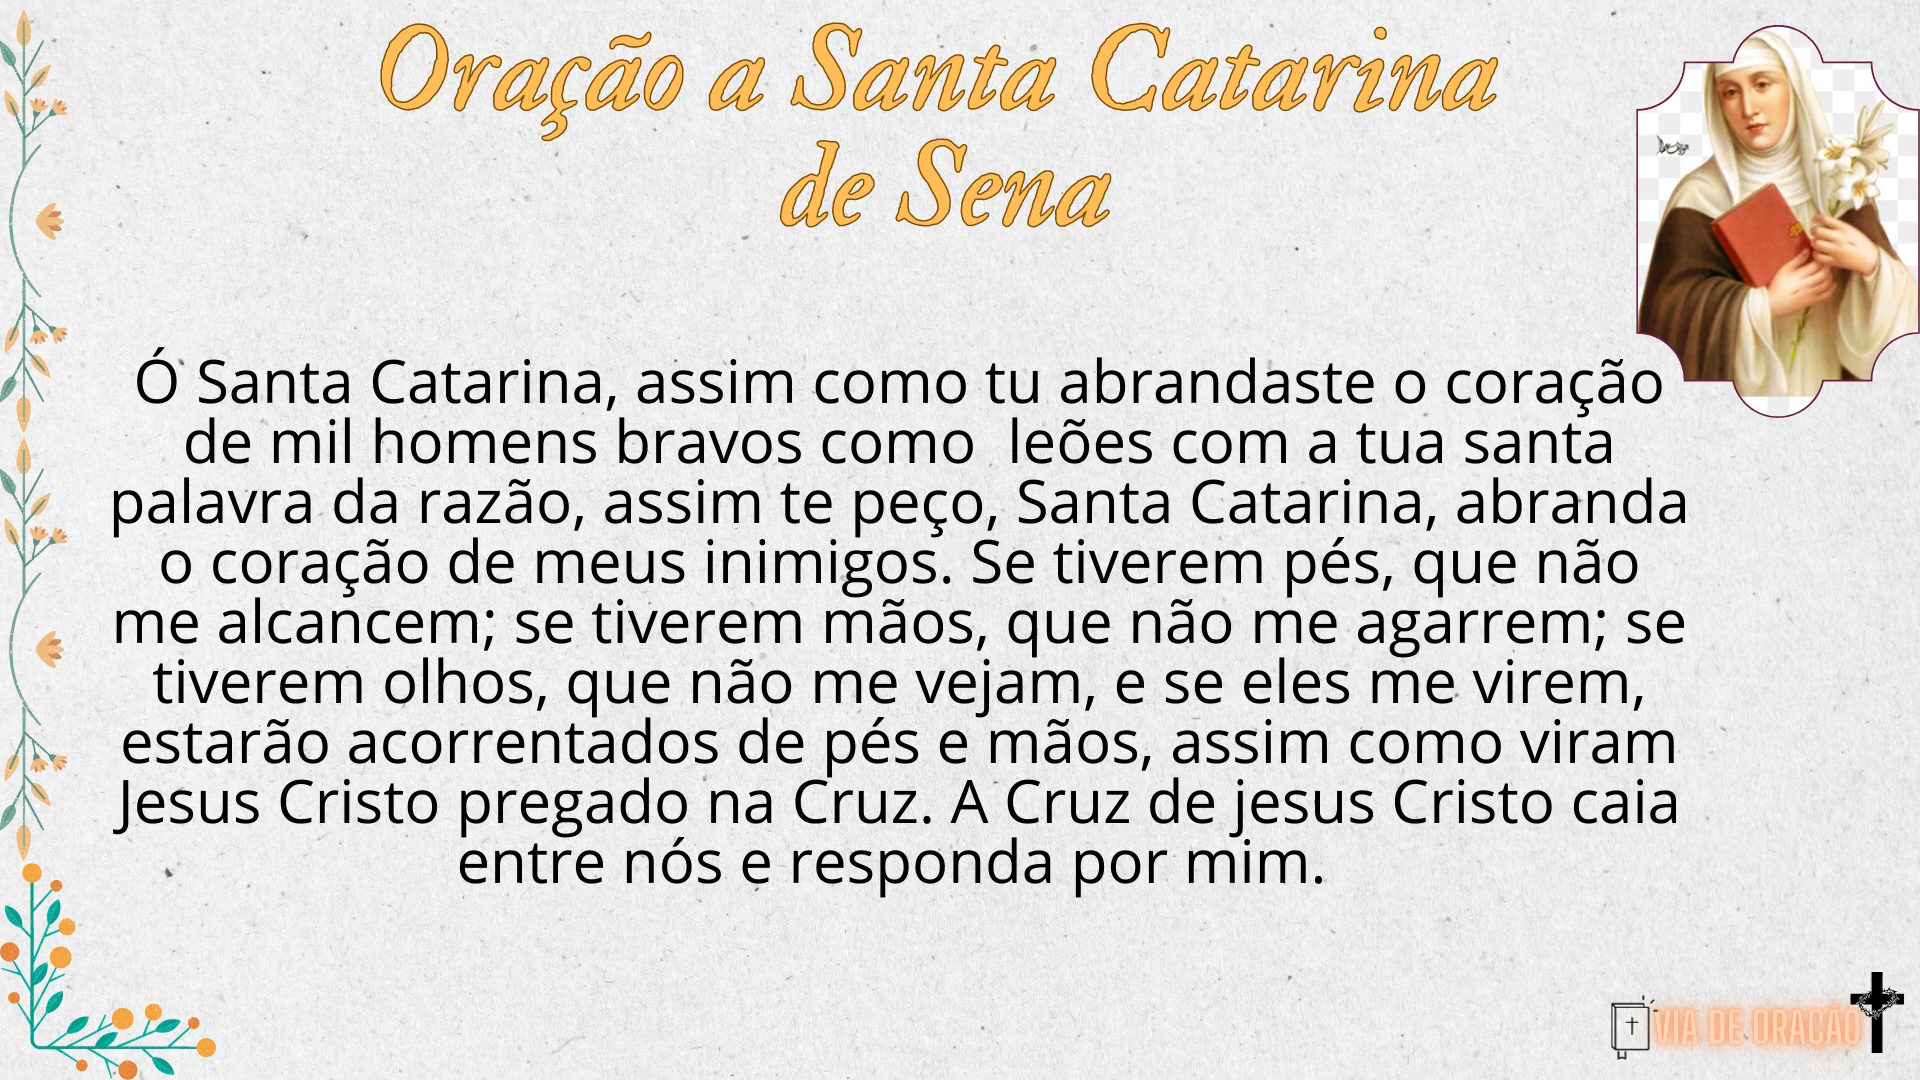 Oração a Santa Catarina
de Sena
Ó Santa Catarina, assim como tu abrandaste o coração
de mil homens bravos como  leões com a tua santa
palavra da razão, assim te peço, Santa Catarina, abranda
o coração de meus inimigos. Se tiverem pés, que não
me alcancem; se tiverem mãos, que não me agarrem; se
tiverem olhos, que não me vejam, e se eles me virem,
estarão acorrentados de pés e mãos, assim como viram
Jesus Cristo pregado na Cruz. A Cruz de jesus Cristo caia
entre nós e responda por mim.
VIA DE ORAÇÃO